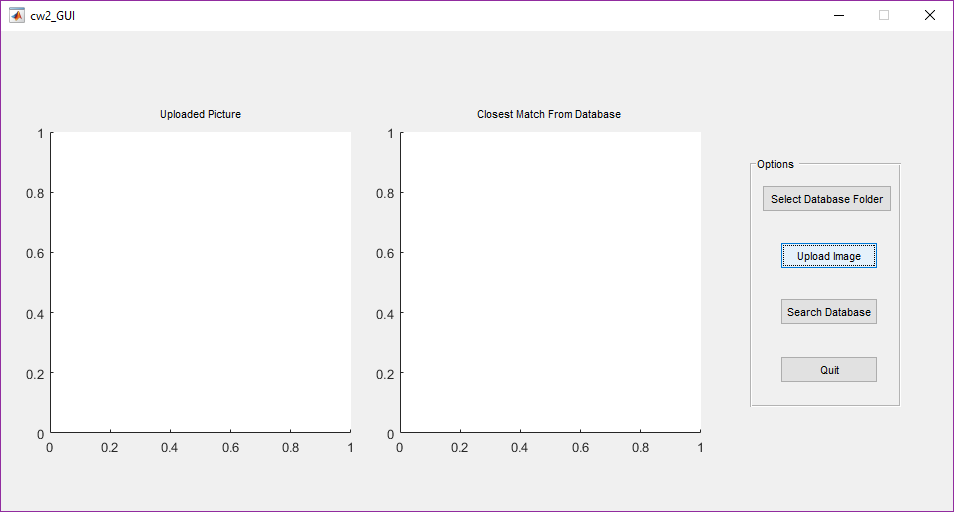 cw2_GUI
Uploaded Picture
Closest Match From Database
1
0.8
0.6
0.4
0.2
0
0 0.2 0.4 0.6 0.8 1
1
0.8
0.6
0.4
0.2
0
0 0.2 0.4 0.6 0.8 1
Options
Select Database Folder
Upload Image
Search Database
Quit